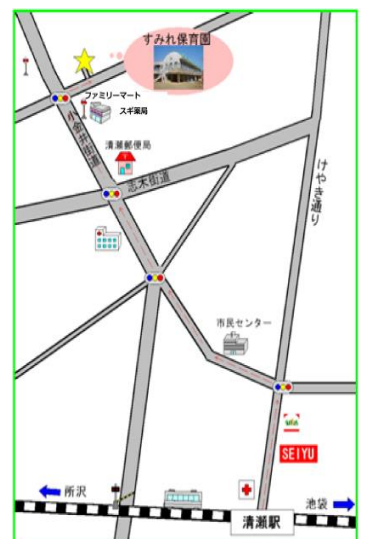 すみれ保育園
ファミリーマート
スギ薬局
小金井街道
清瀬郵便局
志木街道
けやき通り
市民センター
SEIYU
所沢
池袋
清瀬駅